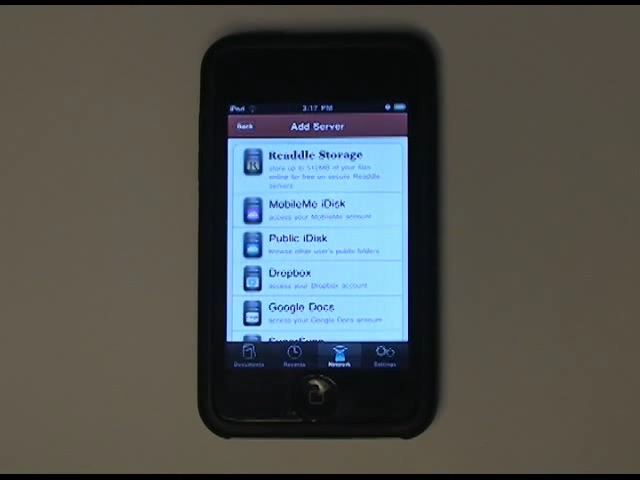 iPod 3:17 PM
Back Add Server
Readdle Storage
store up to 512MB of your files
online for free on secure Readdle
servers
MobileMe iDisk
access your MobileMe account
Public iDisk
browse other user's public folders
Dropbox
access your Dropbox account
Google Docs
access your Google Docs account
Documents Recents Network Settings